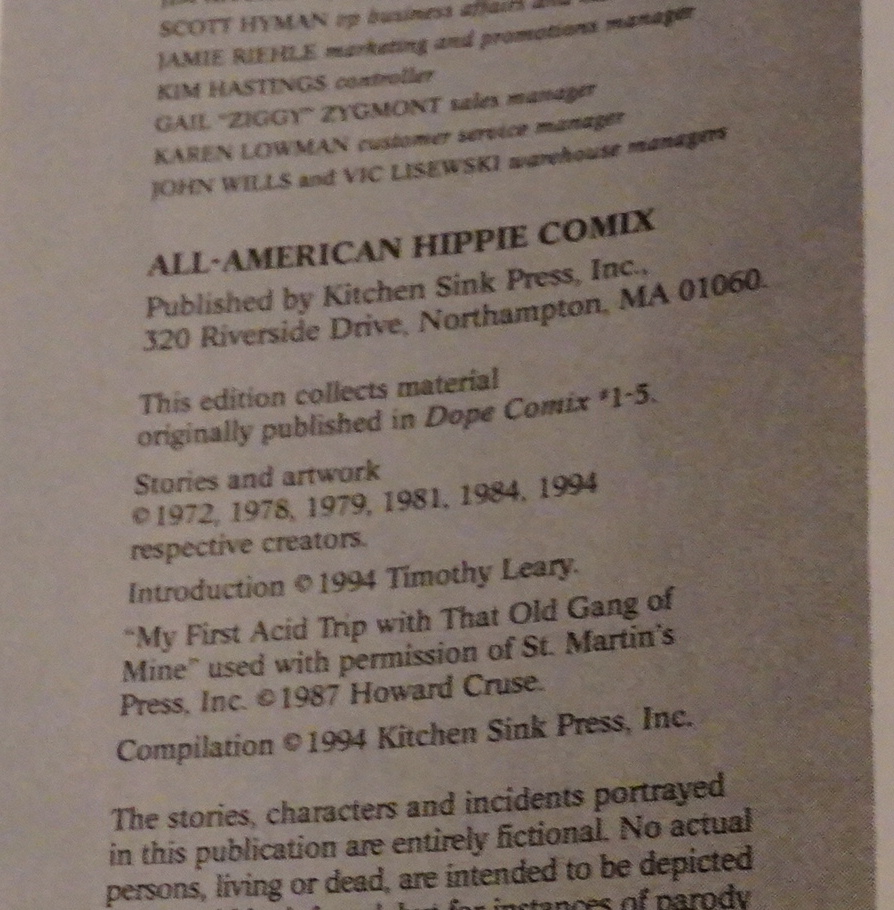 SCOTT HYMAN vp business affairs and
JAMIE RIEHLE marketing and promotions manager
KIM HASTINGS controller
GAIL "ZIGGY" ZYGMONT sales manager
KAREN LOWMAN customer service manager
JOHN WILLS and VIC LISEWSKI warehouse managers
ALL-AMERICAN HIPPIE COMIX
Published by Kitchen Sink Press, Inc.,
320 Riverside Drive, Northampton, MA 01060.
This edition collects material
originally published in Dope Comix #1-5.
Stories and artwork
©1972, 1978, 1979, 1981, 1984, 1994
respective creators.
Introduction ©1994 Timothy Leary.
"My First Acid Trip with That Old Gang of
Mine" used with permission of St. Martin's
Press, Inc. ©1987 Howard Cruse.
Compilation ©1994 Kitchen Sink Press, Inc.
The stories, characters and incidents portrayed
in this publication are entirely fictional. No actual
persons, living or dead, are intended to be depicted
for instances of parody